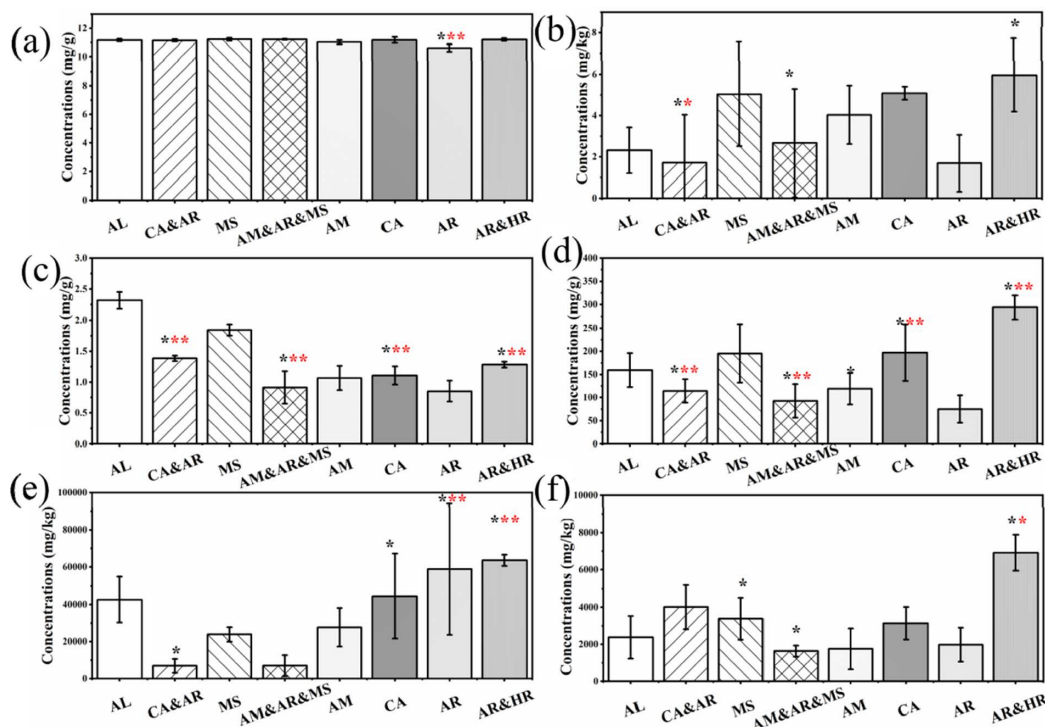 (a)
Concentrations (mg/g)
12
10
8
6
4
2
0
***
AL
CA&AR
MS
AM&AR&MS
AM
CA
AR
AR&HR
(b)
Concentrations (mg/kg)
8
6
4
2
0
**
*
*
AL
CA&AR
MS
AM&AR&MS
AM
CA
AR
AR&HR
(c)
Concentrations (mg/g)
3.0
2.5
2.0
1.5
1.0
0.5
0.0
***
***
***
***
AL
CA&AR
MS
AM&AR&MS
AM
CA
AR
AR&HR
(d)
Concentrations (mg/g)
400
350
300
250
200
150
100
50
0
***
***
*
***
***
AL
CA&AR
MS
AM&AR&MS
AM
CA
AR
AR&HR
(e)
Concentrations (mg/kg)
100000
80000
60000
40000
20000
0
*
*
***
***
AL
CA&AR
MS
AM&AR&MS
AM
CA
AR
AR&HR
(f)
Concentrations (mg/kg)
10000
8000
6000
4000
2000
0
*
*
**
AL
CA&AR
MS
AM&AR&MS
AM
CA
AR
AR&HR